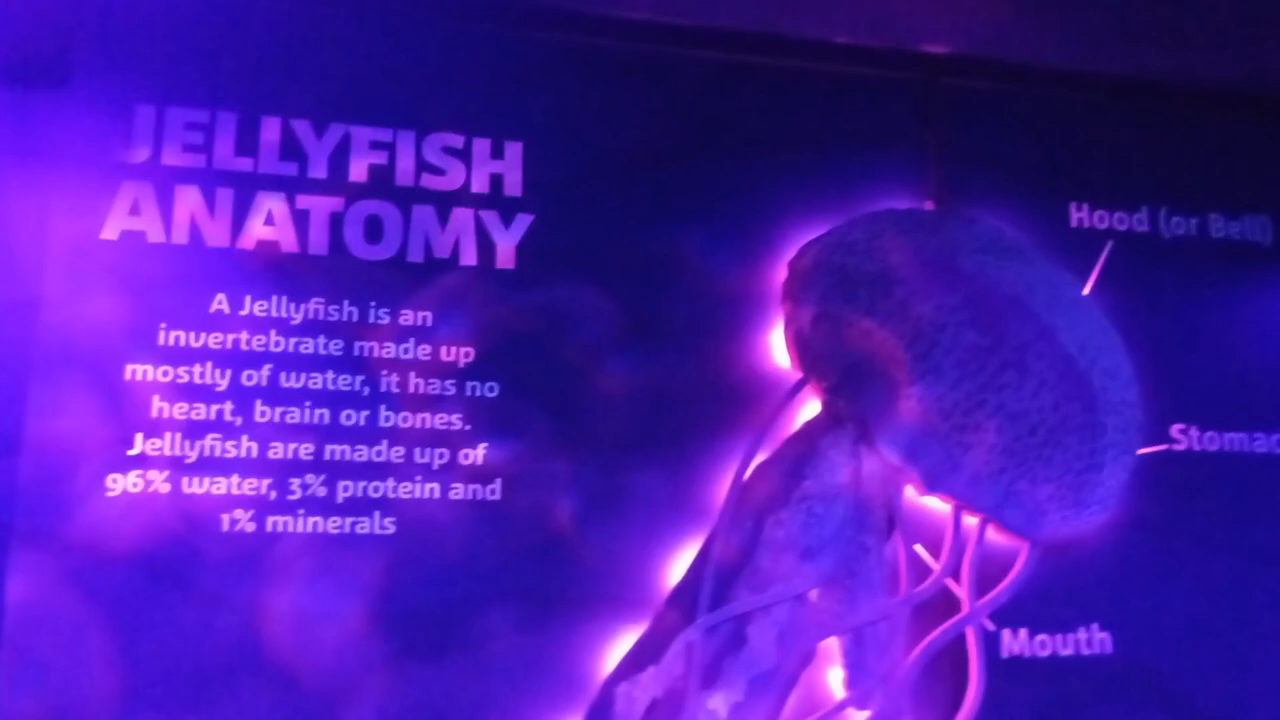 JELLYFISH
ANATOMY
A Jellyfish is an
invertebrate made up
mostly of water, it has no
heart, brain or bones.
Jellyfish are made up of
96% water, 3% protein and
1% minerals
Hood (or Bell)
Stomac
Mouth